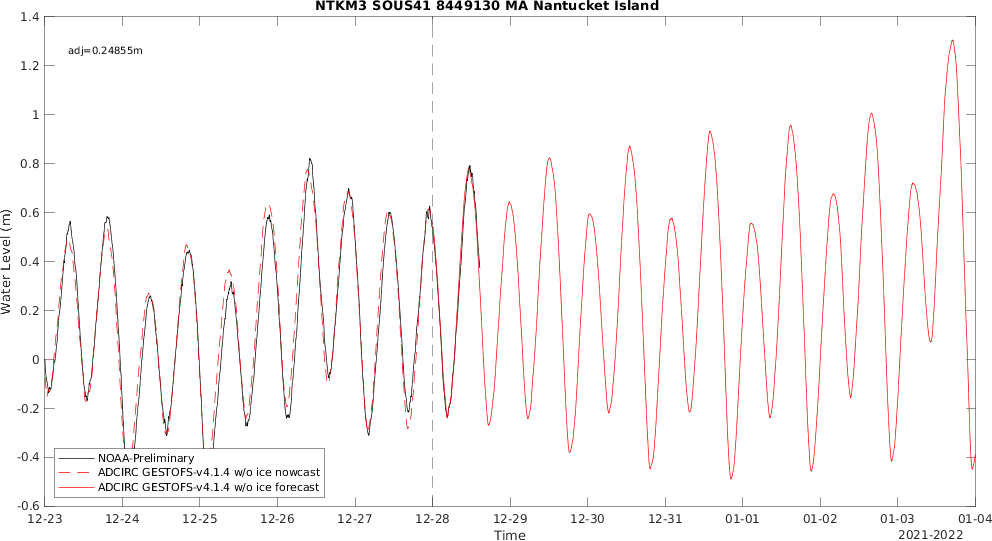 NTKM3 SOUS41 8449130 MA Nantucket Island
1.4
adj=0.24855m
1.2
1
0.8
0.6
0.4
0.2
0
-0.2
-0.4
-0.6
Water Level (m)
NOAA-Preliminary
ADCIRC GESTOFS-v4.1.4 w/o ice nowcast
ADCIRC GESTOFS-v4.1.4 w/o ice forecast
12-23 12-24 12-25 12-26 12-27 12-28 12-29 12-30 12-31 01-01 01-02 01-03 01-04
Time
2021-2022